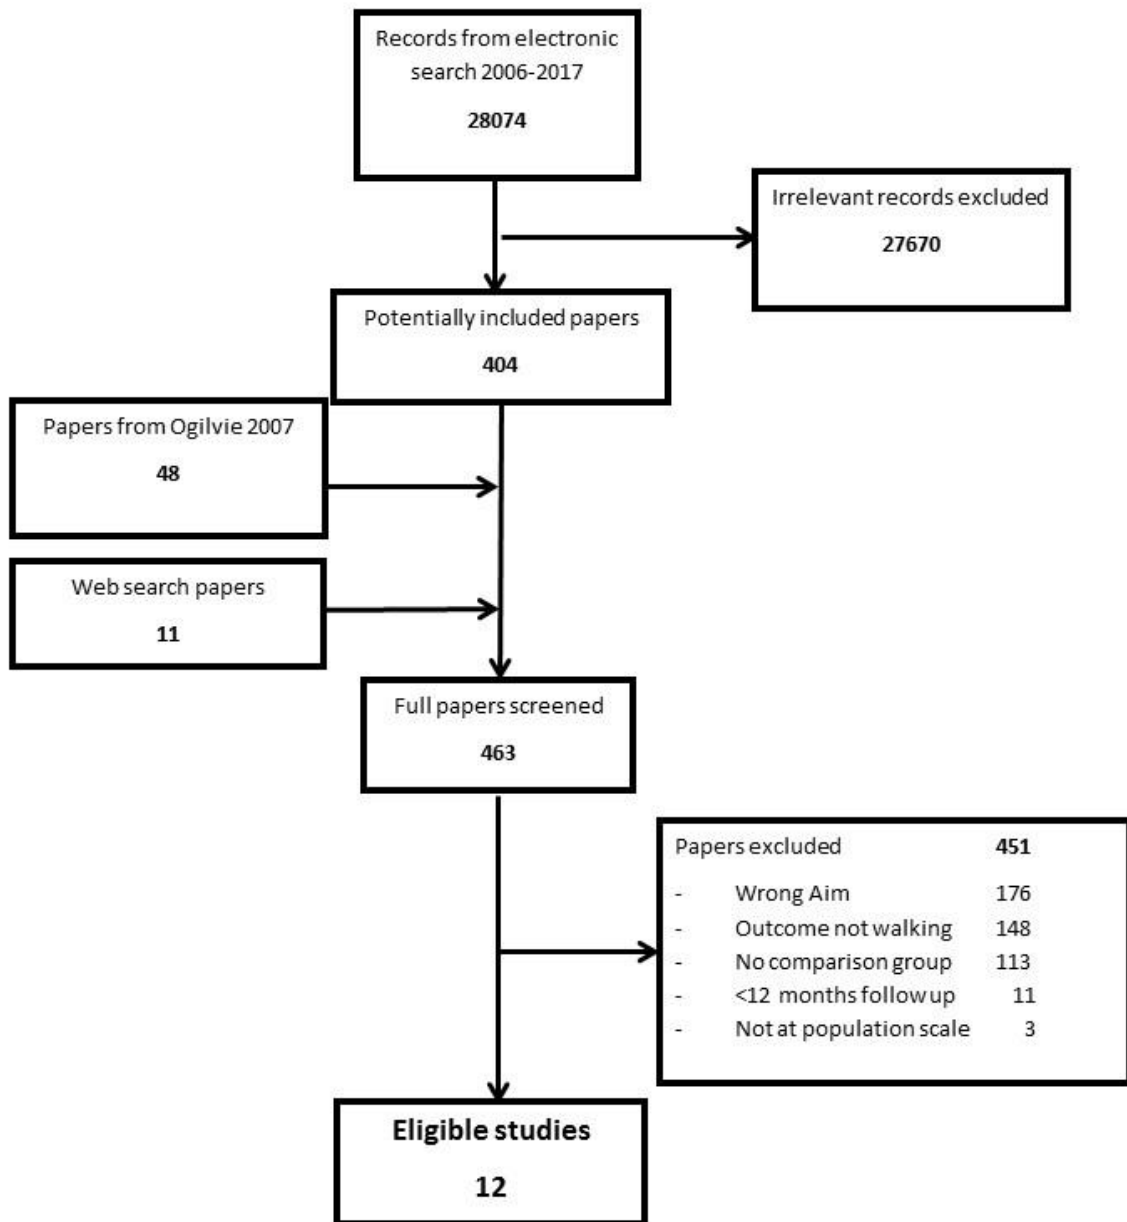 Records from electronic
search 2006-2017
28074
Irrelevant records excluded
27670
Potentially included papers
404
Papers from Ogilvie 2007
48
Web search papers
11
Full papers screened
463
Papers excluded 451
- Wrong Aim 176
- Outcome not walking 148
- No comparison group 113
- <12 months follow up 11
- Not at population scale 3
Eligible studies
12